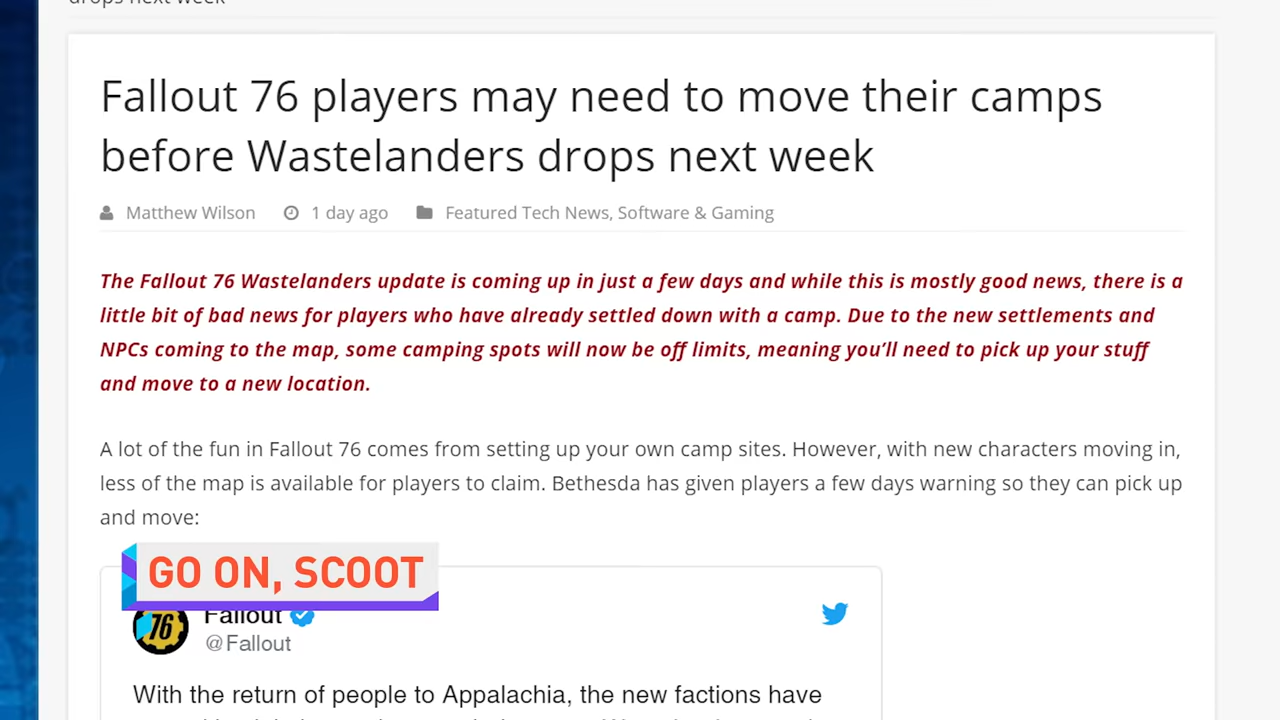 drops next week
Fallout 76 players may need to move their camps
before Wastelanders drops next week
Matthew Wilson 1 day ago Featured Tech News, Software & Gaming
The Fallout 76 Wastelanders update is coming up in just a few days and while this is mostly good news, there is a
little bit of bad news for players who have already settled down with a camp. Due to the new settlements and
NPCs coming to the map, some camping spots will now be off limits, meaning you’ll need to pick up your stuff
and move to a new location.
A lot of the fun in Fallout 76 comes from setting up your own camp sites. However, with new characters moving in,
less of the map is available for players to claim. Bethesda has given players a few days warning so they can pick up
and move:
GO ON, SCOOT
76
Fallout
@Fallout
With the return of people to Appalachia, the new factions have